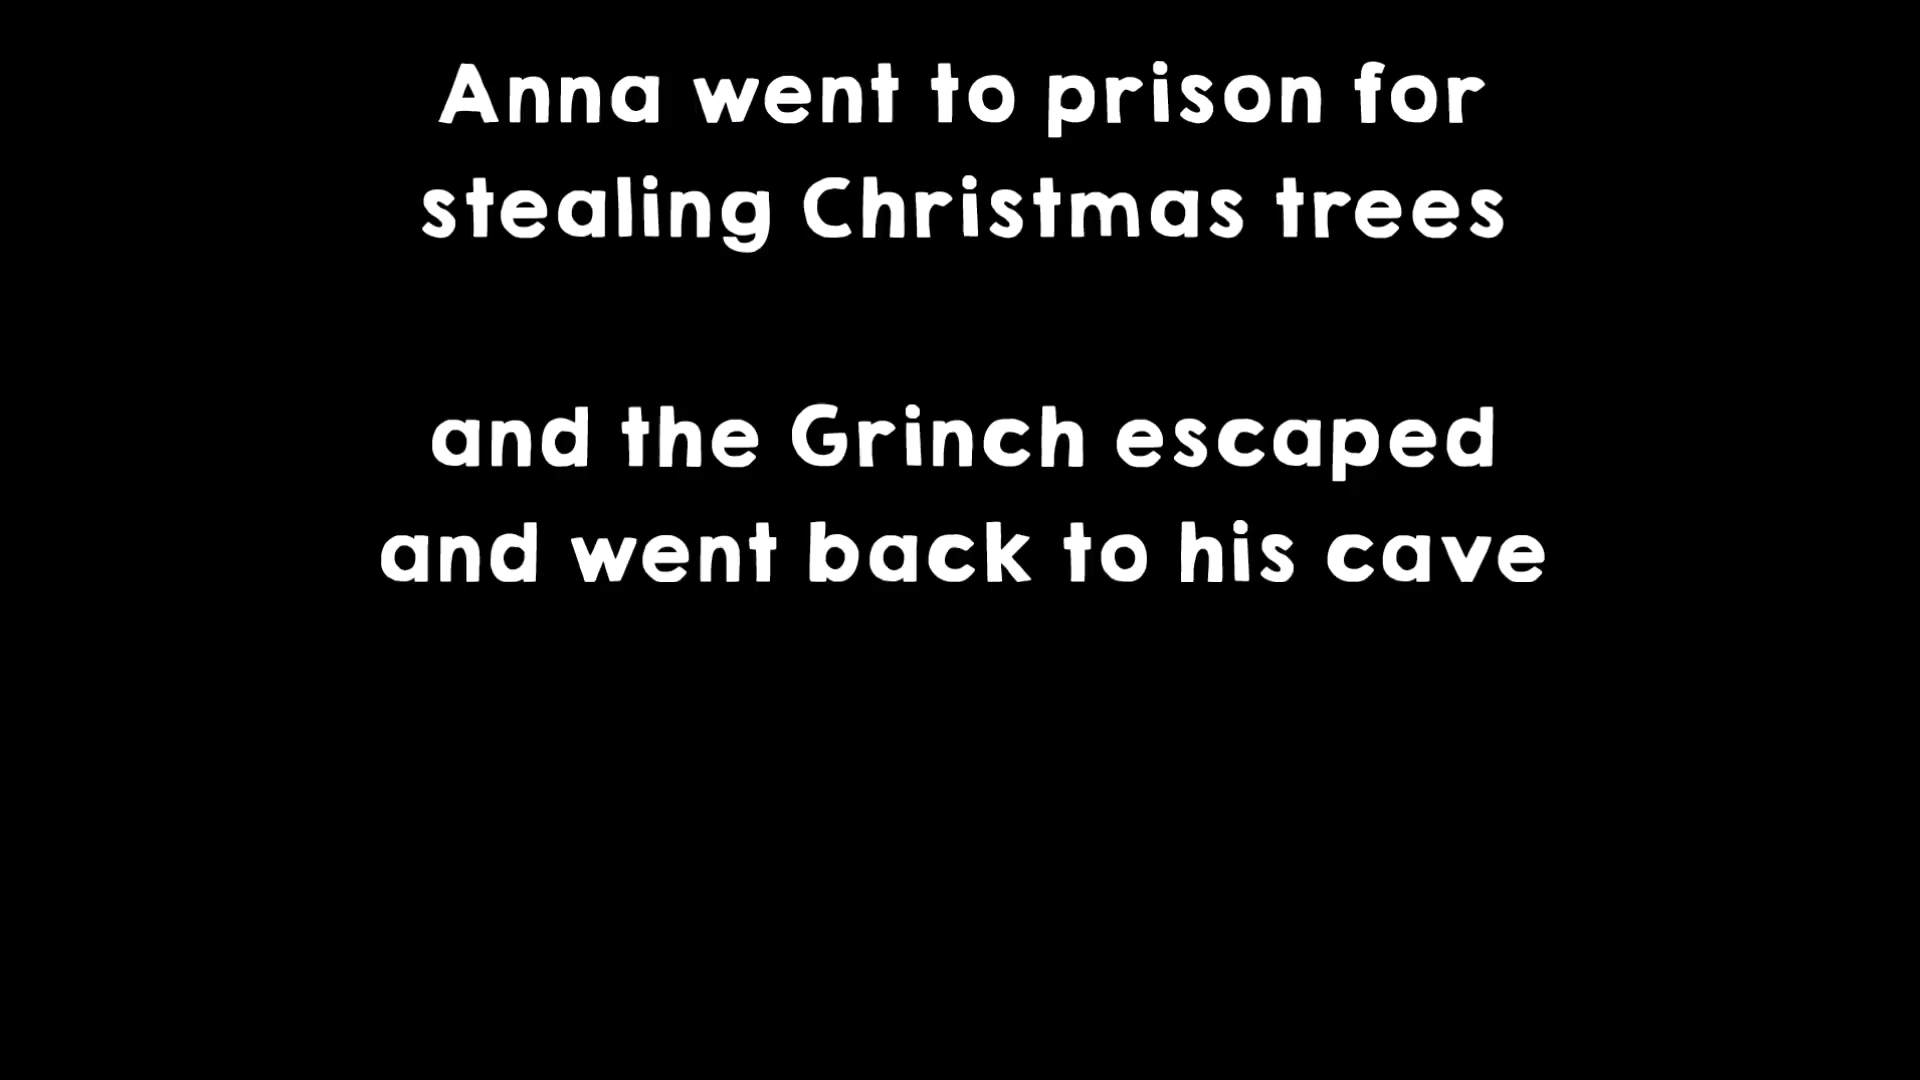 Anna went to prison for
stealing Christmas trees
and the Grinch escaped
and went back to his cave